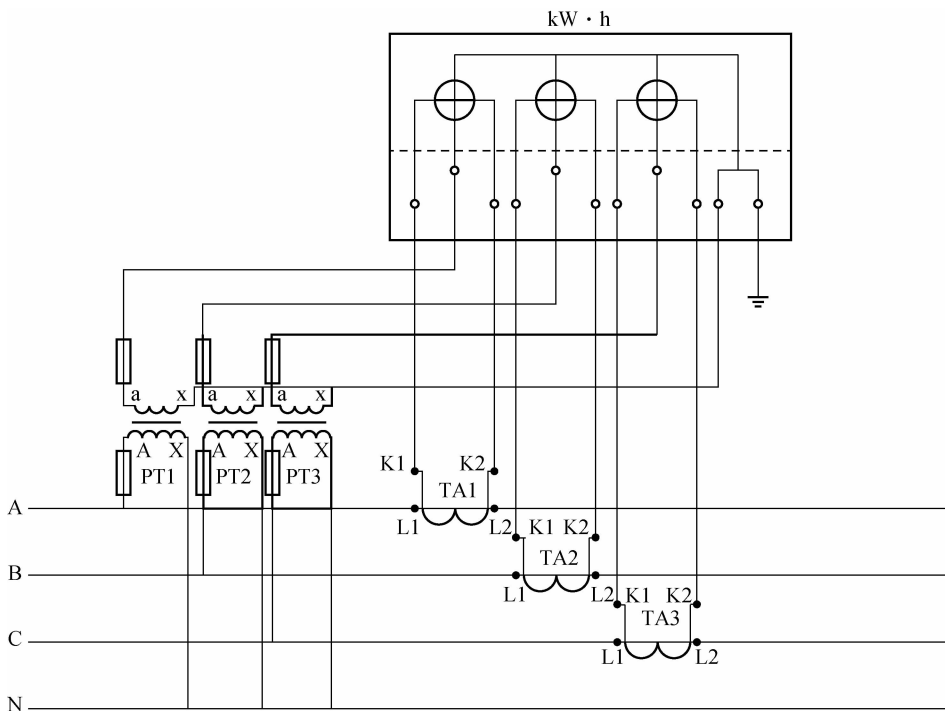 kW · h
a x a x a x
A X A X A X
PT1 PT2 PT3
K1 K2
TA1
A
L1 L2 K1 K2
TA2
B
L1 L2 K1 K2
TA3
C
L1 L2
N